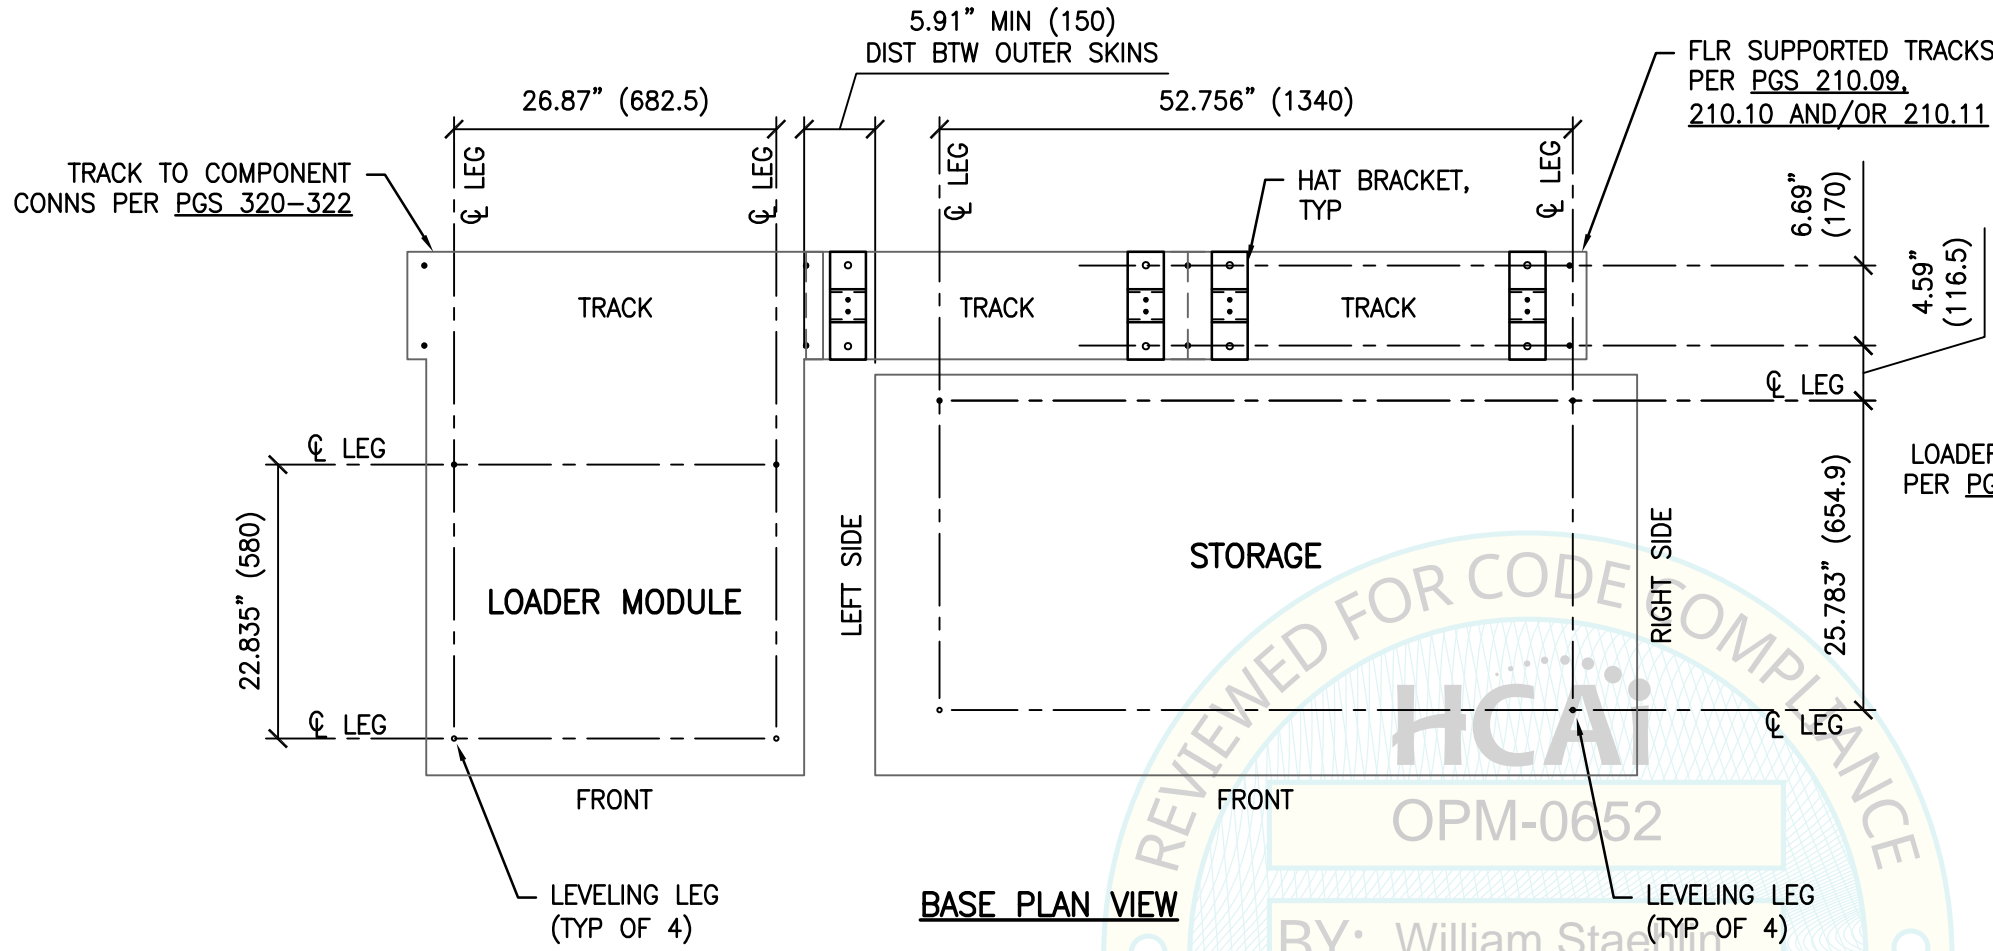 5.91” MIN (150)
DIST BTW OUTER SKINS
FLR SUPPORTED TRACKS
PER PGS 210.09,
210.10 AND/OR 210.11
26.87” (682.5)
52.756” (1340)
TRACK TO COMPONENT
CONNS PER PGS 320-322
℄ LEG
℄ LEG
℄ LEG
℄ LEG
HAT BRACKET,
TYP
6.69”
(170)
4.59”
(116.5)
TRACK
TRACK
TRACK
℄ LEG
℄ LEG
LOADER
PER PG
22.835” (580)
LOADER MODULE
LEFT SIDE
STORAGE
RIGHT SIDE
25.783” (654.9)
℄ LEG
℄ LEG
FRONT
FRONT
LEVELING LEG
(TYP OF 4)
BASE PLAN VIEW
LEVELING LEG
(TYP OF 4)
REVIEWED FOR CODE COMPLIANCE
HCAi
OPM-0652
BY: William Staehlin